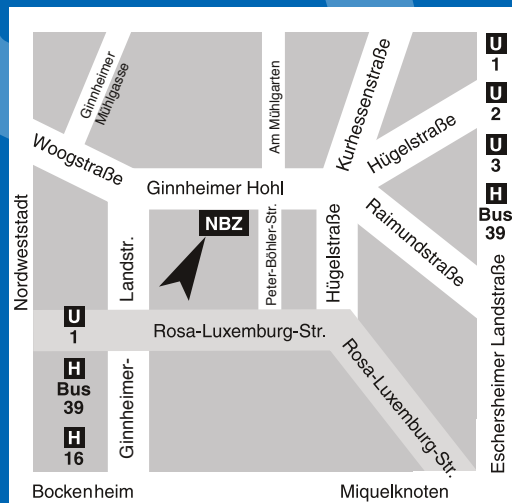 Ginnheimer
Mühlgasse
Woogstraße
Am Mühlgarten
Kurhessenstraße
Hügelstraße
U
1
U
2
U
3
H
Bus
39
Ginnheimer Hohl
Raimundstraße
Nordweststadt
Landstr.
NBZ
Peter-Böhler-Str.
Hügelstraße
Eschersheimer Landstraße
U
1
H
Bus
39
H
16
Rosa-Luxemburg-Str.
Ginnheimer-
Rosa-Luxemburg-Str.
Bockenheim
Miquelknoten